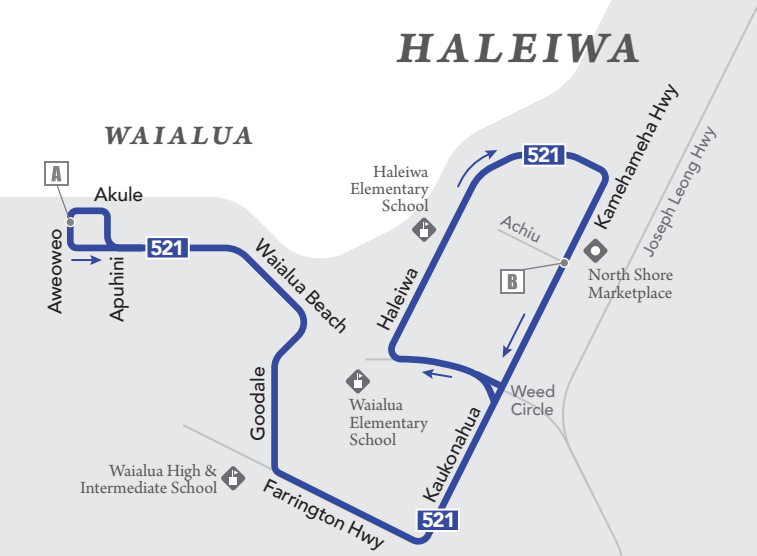 HALEIWA
WAIALUA
A
Akule
521
Aweoweo
Apuhini
Waialua Beach
Haleiwa
Elementary
School
521
Kamehameha Hwy
Joseph Leong Hwy
Achiu
B
North Shore
Marketplace
Haleiwa
Goodale
Waialua
Elementary
School
Weed
Circle
Kaukonahua
Waialua High &
Intermediate School
Farrington Hwy
521